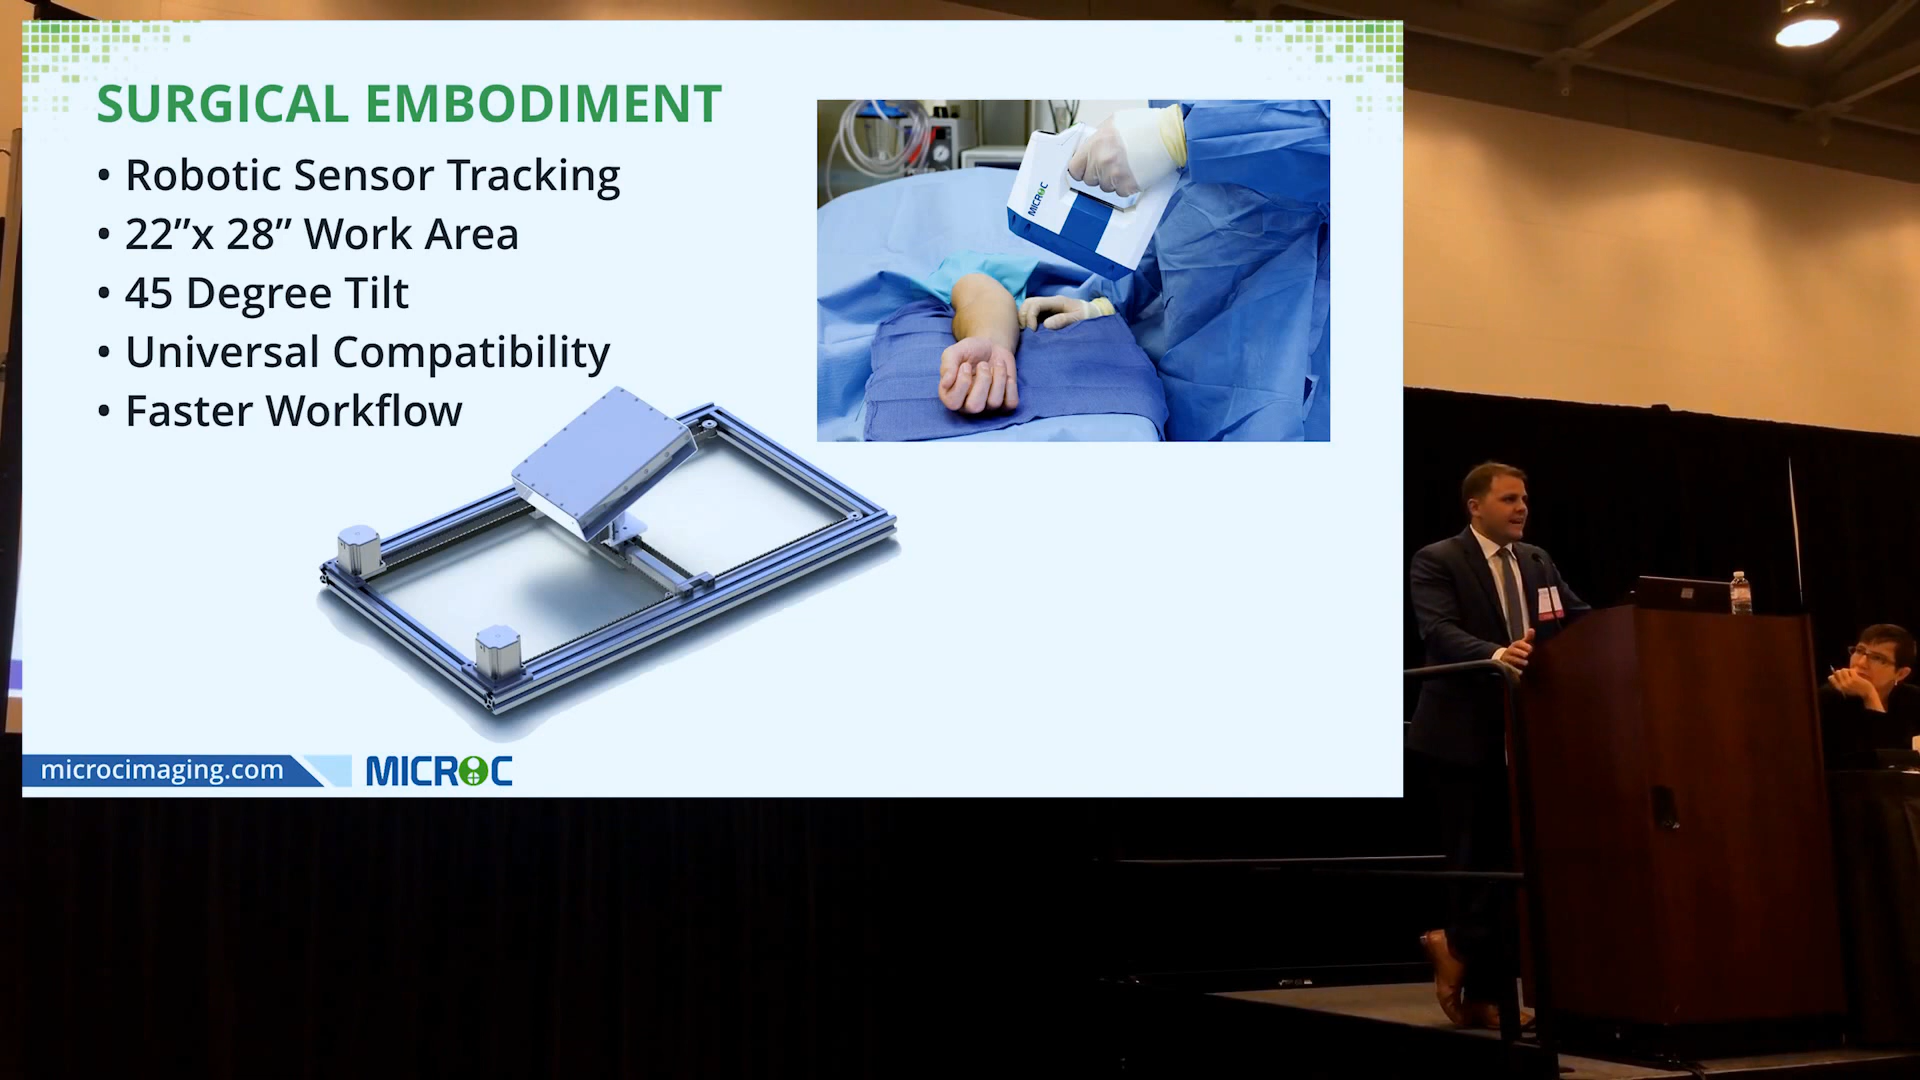 SURGICAL EMBODIMENT
• Robotic Sensor Tracking
• 22”x 28” Work Area
• 45 Degree Tilt
• Universal Compatibility
• Faster Workflow
MICROC
microcimaging.com
MICROC